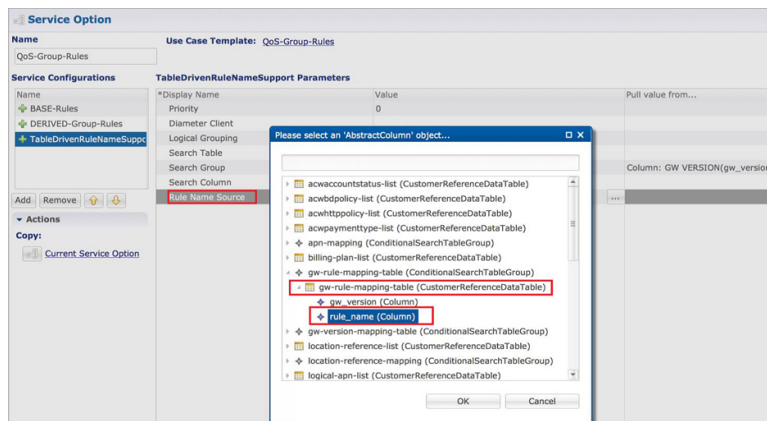 Service Option
Name
Use Case Template: QoS-Group-Rules
QoS-Group-Rules
Service Configurations
TableDrivenRuleNameSupport Parameters
Name
*Display Name
Value
Pull value from...
BASE-Rules
Priority
0
DERIVED-Group-Rules
Diameter Client
TableDrivenRuleNameSuppc
Logical Grouping
Search Table
Search Group
Column: GW VERSION(gw_version
Search Column
Rule Name Source
...
Add
Remove
Actions
Copy:
Current Service Option
Please select an 'AbstractColumn' object...
acwaccountstatus-list (CustomerReferenceDataTable)
acwbdpolicy-list (CustomerReferenceDataTable)
acwhttppolicy-list (CustomerReferenceDataTable)
acwpaymenttype-list (CustomerReferenceDataTable)
apn-mapping (ConditionalSearchTableGroup)
billing-plan-list (CustomerReferenceDataTable)
gw-rule-mapping-table (ConditionalSearchTableGroup)
gw-rule-mapping-table (CustomerReferenceDataTable)
gw_version (Column)
rule_name (Column)
gw-version-mapping-table (ConditionalSearchTableGroup)
location-reference-list (CustomerReferenceDataTable)
location-reference-mapping (ConditionalSearchTableGroup)
logical-apn-list (CustomerReferenceDataTable)
OK
Cancel